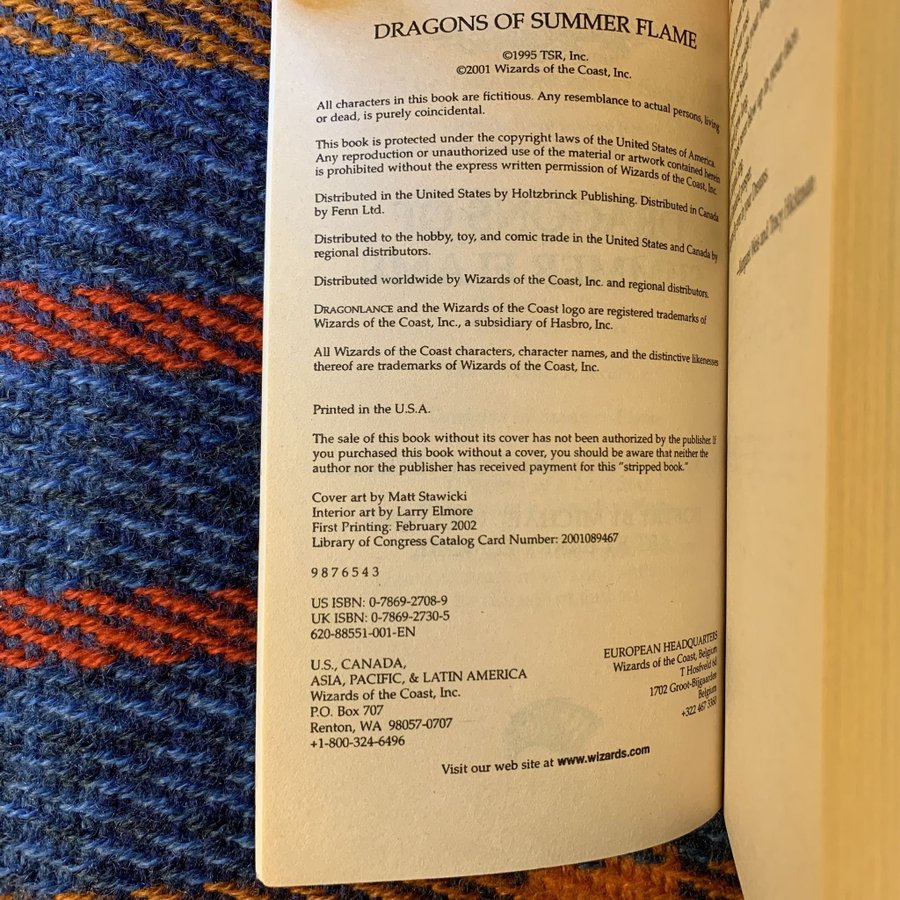 DRAGONS OF SUMMER FLAME
©1995 TSR, Inc.
©2001 Wizards of the Coast, Inc.
All characters in this book are fictitious. Any resemblance to actual persons, living
or dead, is purely coincidental.
This book is protected under the copyright laws of the United States of America.
Any reproduction or unauthorized use of the material or artwork contained herein
is prohibited without the express written permission of Wizards of the Coast, Inc.
Distributed in the United States by Holtzbrinck Publishing. Distributed in Canada
by Fenn Ltd.
Distributed to the hobby, toy, and comic trade in the United States and Canada by
regional distributors.
Distributed worldwide by Wizards of the Coast, Inc. and regional distributors.
DRAGONLANCE and the Wizards of the Coast logo are registered trademarks of
Wizards of the Coast, Inc., a subsidiary of Hasbro, Inc.
All Wizards of the Coast characters, character names, and the distinctive likenesses
thereof are trademarks of Wizards of the Coast, Inc.
Printed in the U.S.A.
The sale of this book without its cover has not been authorized by the publisher. If
you purchased this book without a cover, you should be aware that neither the
author nor the publisher has received payment for this "stripped book."
Cover art by Matt Stawicki
Interior art by Larry Elmore
First Printing: February 2002
Library of Congress Catalog Card Number: 2001089467
9 8 7 6 5 4 3
US ISBN: 0-7869-2708-9
UK ISBN: 0-7869-2730-5
620-88551-001-EN
U.S., CANADA,
ASIA, PACIFIC, & LATIN AMERICA
Wizards of the Coast, Inc.
P.O. Box 707
Renton, WA 98057-0707
+1-800-324-6496
EUROPEAN HEADQUARTERS
Wizards of the Coast, Belgium
T Hosfveld 6d
1702 Groot-Bijgaarden
Belgium
+322 467 3360
Visit our web site at www.wizards.com
and Tracy Hickman